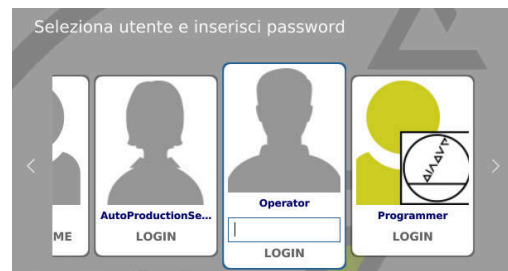 Seleziona utente e inserisci password
Operator
AutoProductionSe...
Programmer
ME
LOGIN
LOGIN
LOGIN